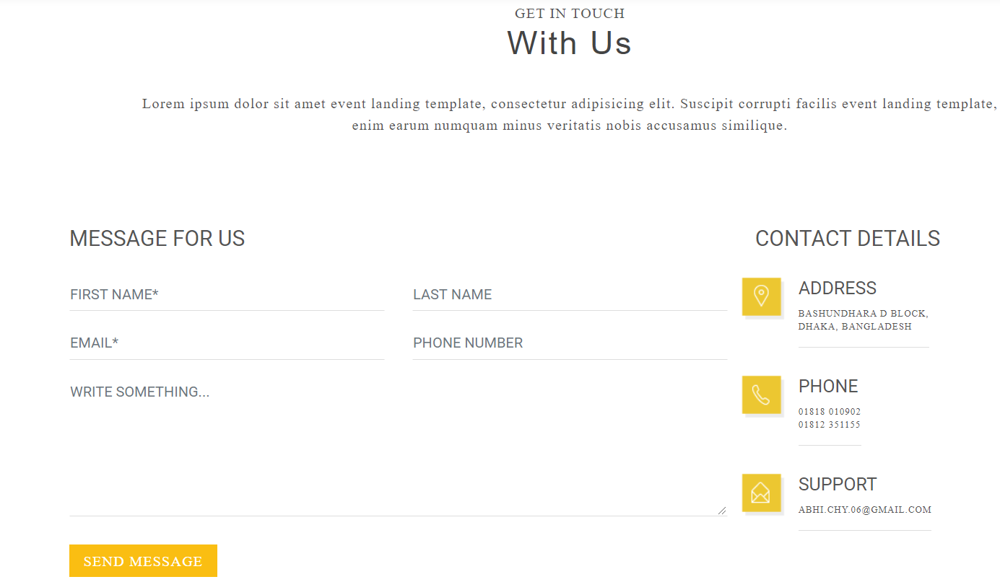 GET IN TOUCH
With Us
Lorem ipsum dolor sit amet event landing template, consectetur adipisicing elit. Suscipit corrupti facilis event landing template,
enim earum numquam minus veritatis nobis accusamus similique.
MESSAGE FOR US
FIRST NAME*
LAST NAME
EMAIL*
PHONE NUMBER
WRITE SOMETHING...
SEND MESSAGE
CONTACT DETAILS
ADDRESS
BASHUNDHARA D BLOCK,
DHAKA, BANGLADESH
PHONE
01818 010902
01812 351155
SUPPORT
ABHI.CHY.06@GMAIL.COM